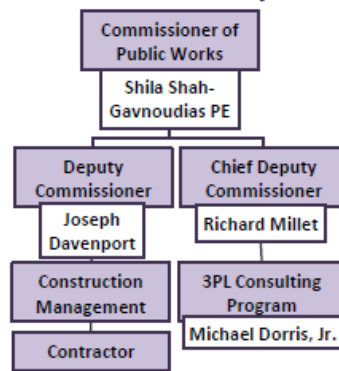 Commissioner of
Public Works
Shila Shah-
Gavnoudias PE
Deputy
Commissioner
Joseph
Davenport
Construction
Management
Contractor
Chief Deputy
Commissioner
Richard Millet
3PL Consulting
Program
Michael Dorris, Jr.